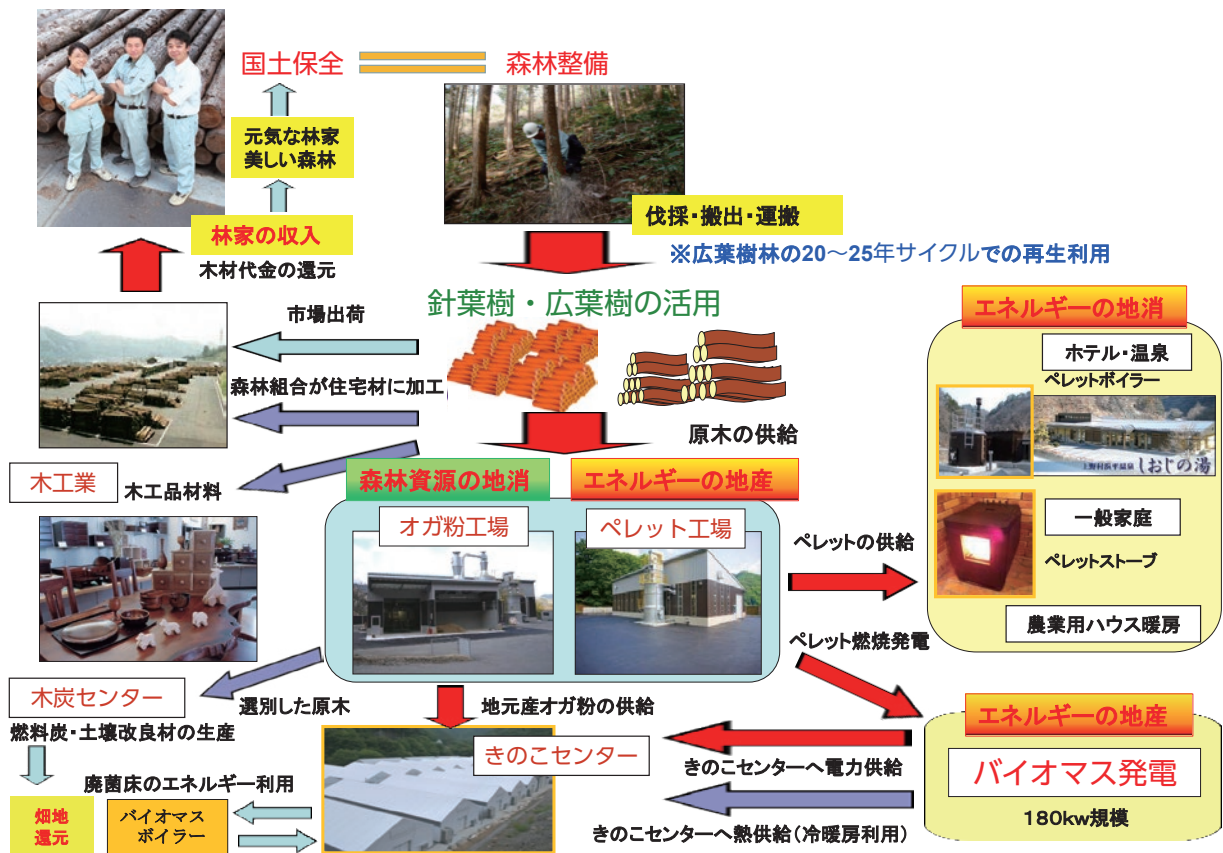 国土保全
森林整備
元気な林家
美しい森林
伐採・搬出・運搬
林家の収入
木材代金の還元
※広葉樹林の20~25年サイクルでの再生利用
針葉樹・広葉樹の活用
市場出荷
森林組合が住宅材に加工
原木の供給
木工業
木工品材料
森林資源の地消
エネルギーの地産
オガ粉工場
ペレット工場
エネルギーの地消
ホテル・温泉
ペレットボイラー
上野村浜平温泉 しおじの湯
一般家庭
ペレットストーブ
農業用ハウス暖房
ペレットの供給
ペレット燃焼発電
木炭センター
選別した原木
地元産オガ粉の供給
燃料炭・土壌改良材の生産
きのこセンター
エネルギーの地産
バイオマス発電
180kw規模
きのこセンターへ電力供給
きのこセンターへ熱供給(冷暖房利用)
廃菌床のエネルギー利用
畑地
還元
バイオマス
ボイラー